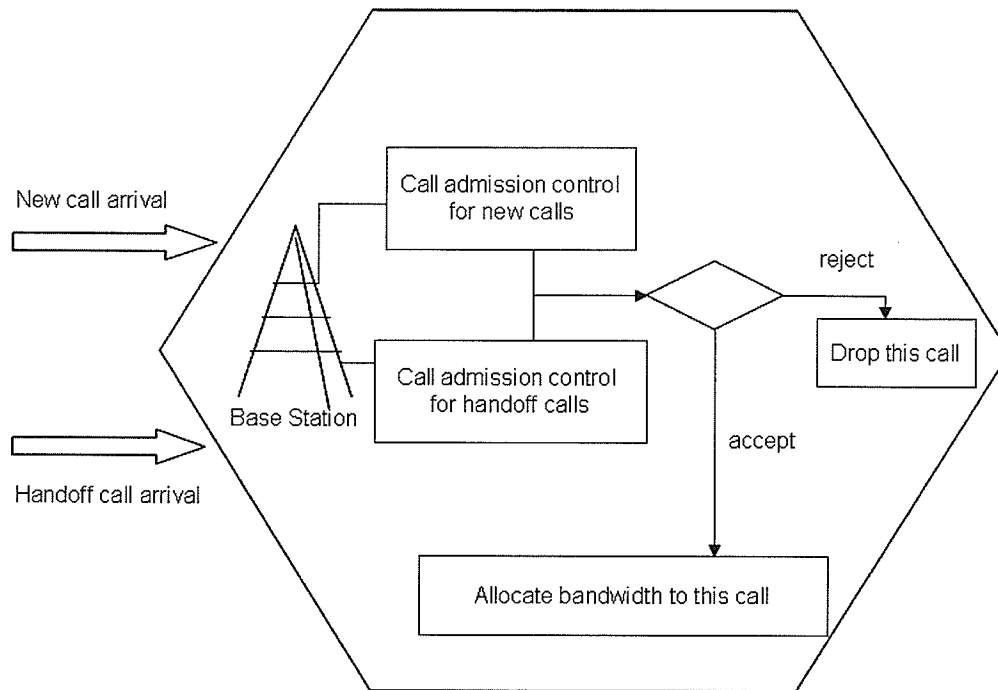 New call arrival
Call admission control
for new calls
reject
Drop this call
Base Station
Call admission control
for handoff calls
accept
Handoff call arrival
Allocate bandwidth to this call